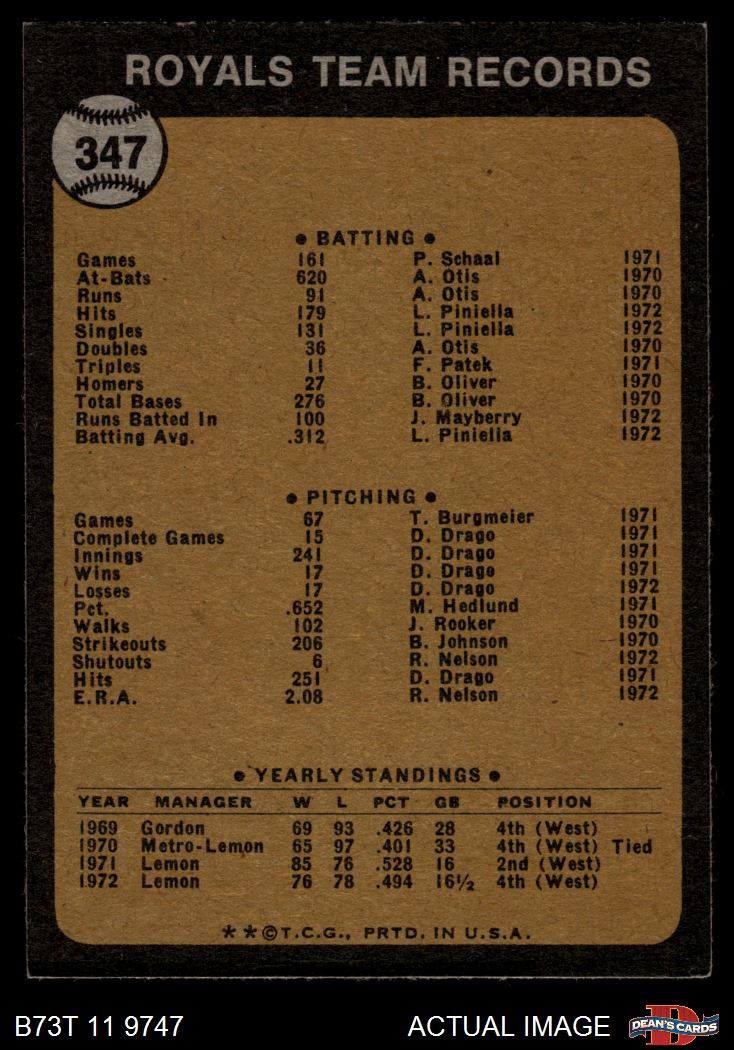 ROYALS TEAM RECORDS
347
• BATTING •
Games 161 P. Schaal 1971
At-Bats 620 A. Otis 1970
Runs 91 A. Otis 1970
Hits 179 L. Piniella 1972
Singles 131 L. Piniella 1972
Doubles 36 A. Otis 1970
Triples 11 F. Patek 1971
Homers 27 B. Oliver 1970
Total Bases 276 B. Oliver 1970
Runs Batted In 100 J. Mayberry 1972
Batting Avg. .312 L. Piniella 1972
• PITCHING •
Games 67 T. Burgmeier 1971
Complete Games 15 D. Drago 1971
Innings 241 D. Drago 1971
Wins 17 D. Drago 1971
Losses 17 D. Drago 1972
Pct. .652 M. Hedlund 1971
Walks 102 J. Rooker 1970
Strikeouts 206 B. Johnson 1970
Shutouts 6 R. Nelson 1972
Hits 251 D. Drago 1971
E.R.A. 2.08 R. Nelson 1972
• YEARLY STANDINGS •
YEAR MANAGER W L PCT GB POSITION
1969 Gordon 69 93 .426 28 4th (West)
1970 Metro-Lemon 65 97 .401 33 4th (West) Tied
1971 Lemon 85 76 .528 16 2nd (West)
1972 Lemon 76 78 .494 16½ 4th (West)
* * © T.C.G., PRTD. IN U.S.A.
B73T 11 9747 ACTUAL IMAGE D DEAN'S CARDS